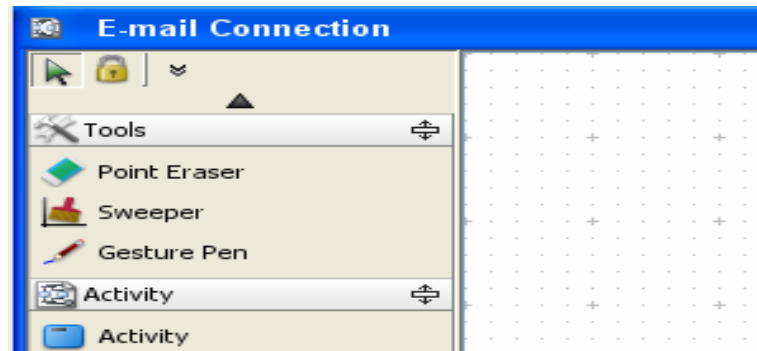 E-mail Connection
Tools
Point Eraser
Sweeper
Gesture Pen
Activity
Activity